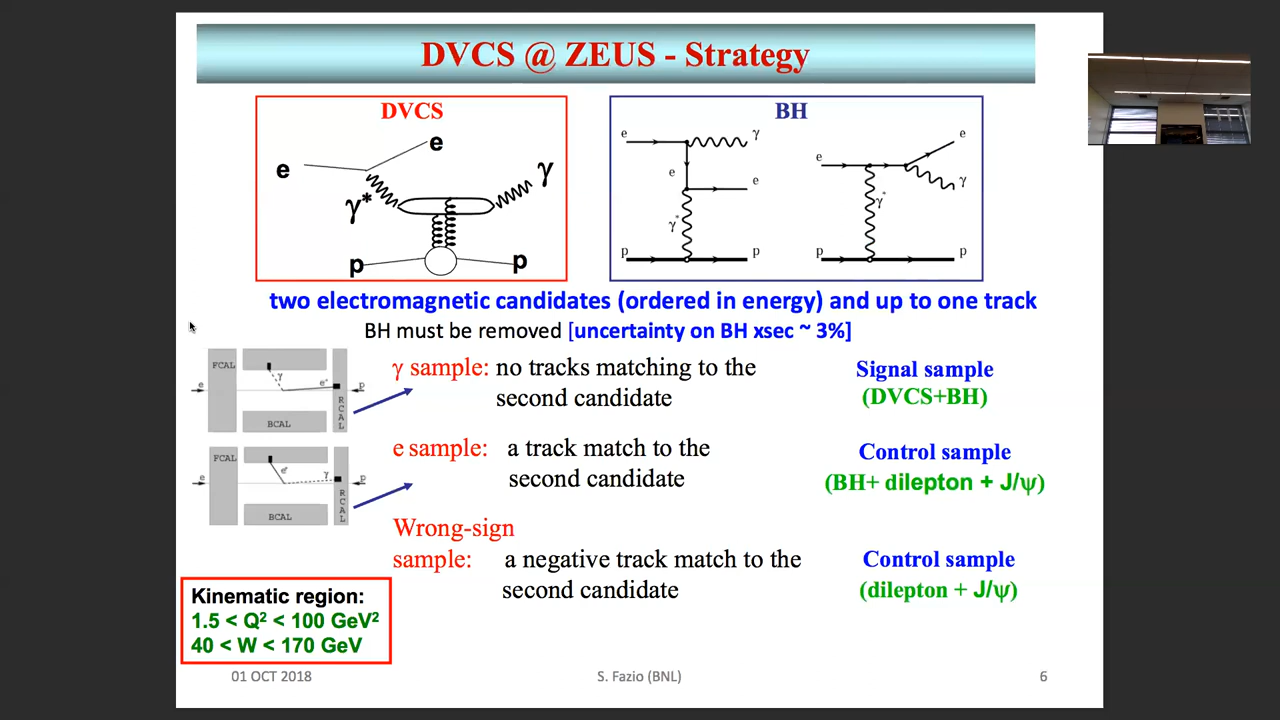 DVCS @ ZEUS - Strategy
DVCS
e
e
γ*
γ
p
p
BH
e
γ
e
e
γ*
p
p
e
e
γ
γ*
p
p
two electromagnetic candidates (ordered in energy) and up to one track
BH must be removed [uncertainty on BH xsec ~ 3%]
FCAL
γ
e⁺
e
p
RCAL
BCAL
γ sample: no tracks matching to the
second candidate
Signal sample
(DVCS+BH)
FCAL
e⁺
γ
e
p
RCAL
BCAL
e sample: a track match to the
second candidate
Control sample
(BH+ dilepton + J/ψ)
Wrong-sign
sample: a negative track match to the
second candidate
Control sample
(dilepton + J/ψ)
Kinematic region:
1.5 < Q² < 100 GeV²
40 < W < 170 GeV
01 OCT 2018
S. Fazio (BNL)
6